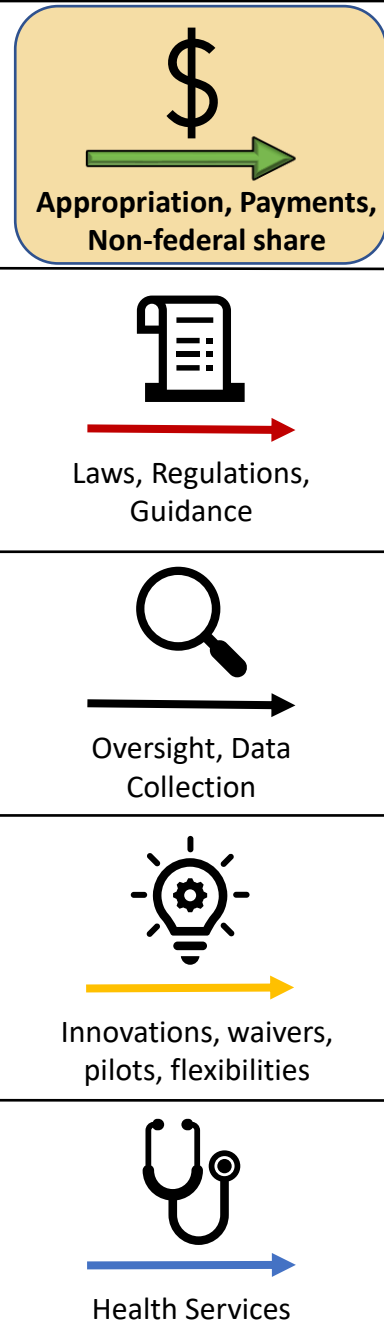 $
Appropriation, Payments,
Non-federal share
Laws, Regulations,
Guidance
Oversight, Data
Collection
Innovations, waivers,
pilots, flexibilities
Health Services